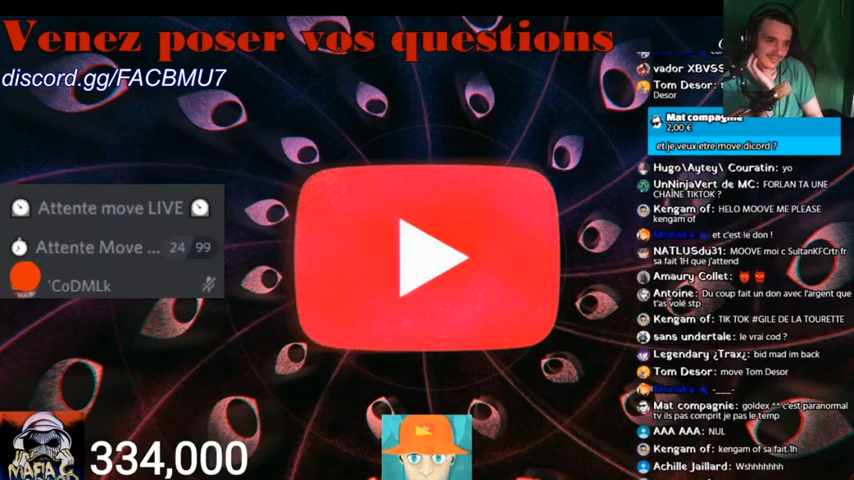 Venez poser vos questions
discord.gg/FACBMU7
Attente move LIVE
Attente Move ... 24 99
'CoDMLk
334,000
vador XBVSS
Tom Desor:
Desor
Mat compagnie
2,00 €
et je veux etre move dicord ?
Hugo/Aytey\ Couratin: yo
UnNinjaVert de MC: FORLAN TA UNE
CHAÎNE TIKTOK ?
Kengam of: HELO MOOVE ME PLEASE
kengam of
Monaka et c'est le don !
NATLUSdu31: MOOVE moi c SultanKFCrtr fr
sa fait 1H que j'attend
Amaury Collet:
Antoine: Du coup fait un don avec l'argent que
t'as volé stp
Kengam of: TIK TOK #GILE DE LA TOURETTE
sans undertale: le vrai cod ?
Legendary ¿Trax¿: bid mad im back
Tom Desor: move Tom Desor
Monaka -____-
Mat compagnie: goldex ^^ c'est paranormal
tv ils pas comprit je pas le temp
AAA AAA: NUL
Kengam of: kengam of sa fait 1h
Achille Jaillard: Wshhhhhhh